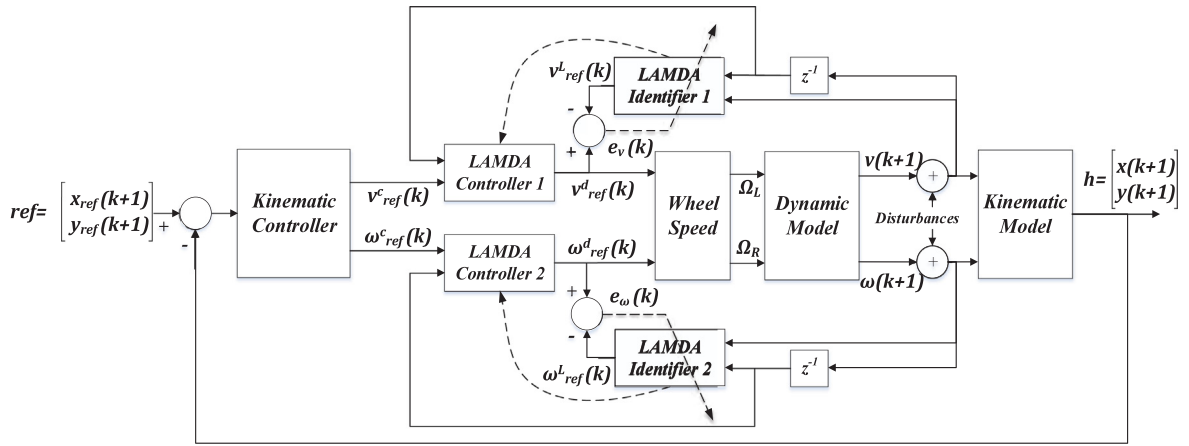 v^L_ref(k)
LAMDA
Identifier 1
z^-1
-
+
e_v(k)
ref= [x_ref(k+1)
y_ref(k+1)]
+
-
Kinematic
Controller
v^c_ref(k)
ω^c_ref(k)
LAMDA
Controller 1
LAMDA
Controller 2
v^d_ref(k)
ω^d_ref(k)
Wheel
Speed
Ω_L
Ω_R
Dynamic
Model
v(k+1)
+
Disturbances
+
ω(k+1)
Kinematic
Model
h= [x(k+1)
y(k+1)]
+
-
e_ω(k)
ω^L_ref(k)
LAMDA
Identifier 2
z^-1